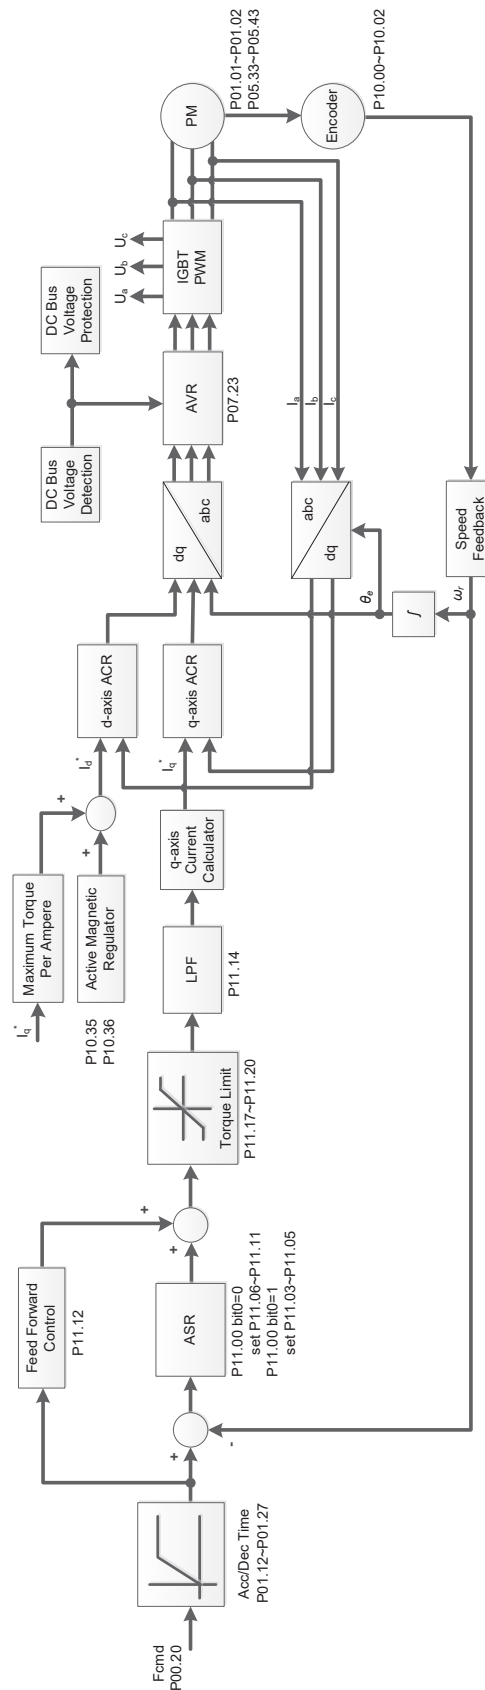 Fcmd
P00.20
Acc/Dec Time
P01.12~P01.27
Feed Forward
Control
P11.12
+
-
ASR
P11.00 bit0=0
set P11.06~P11.11
P11.00 bit0=1
set P11.03~P11.05
+
+
Torque Limit
P11.17~P11.20
LPF
P11.14
q-axis
Current
Calculator
Iq*
Maximum Torque
Per Ampere
Active Magnetic
Regulator
P10.35
P10.36
+
+
Id*
Iq*
d-axis ACR
q-axis ACR
dq
abc
DC Bus
Voltage
Detection
DC Bus
Voltage
Protection
AVR
P07.23
IGBT
PWM
Ua
Ub
Uc
PM
P01.01~P01.02
P05.33~P05.43
Encoder
P10.00~P10.02
Ia
Ib
Ic
abc
dq
θe
∫
ωr
Speed
Feedback